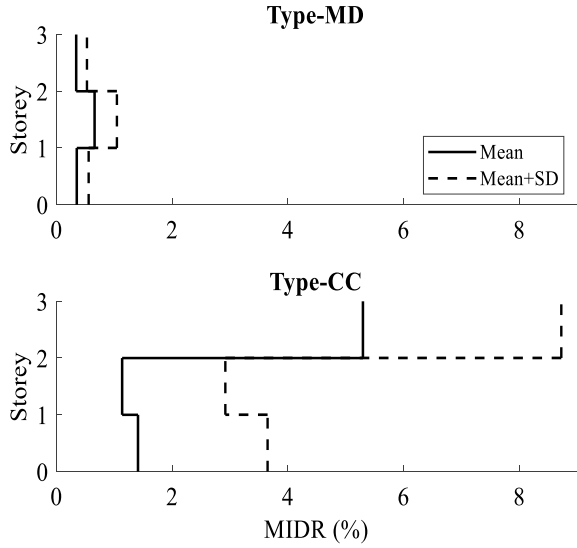 Type-MD
3
2
1
0
Storey
Mean
Mean+SD
0 2 4 6 8
Type-CC
3
2
1
0
Storey
0 2 4 6 8
MIDR (%)